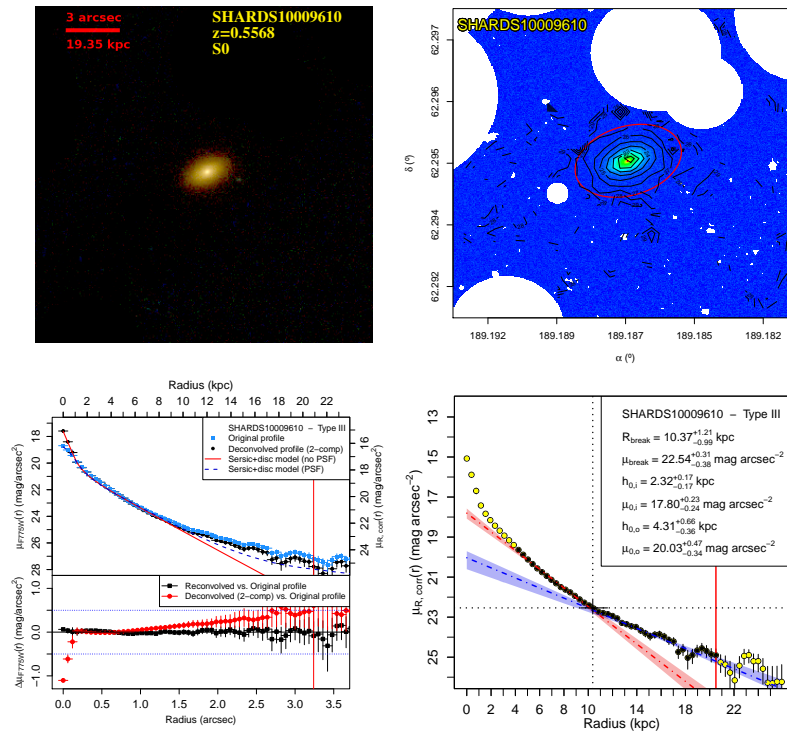 3 arcsec
19.35 kpc
SHARDS10009610
z=0.5568
S0
SHARDS10009610
62.297
62.296
62.295
62.294
62.292
δ (º)
189.192 189.189 189.187 189.185 189.182
α (º)
Radius (kpc)
0 2 4 6 8 10 12 14 16 18 22
18
20
22
24
26
28
μF775W(r) (mag/arcsec²)
SHARDS10009610 − Type III
Original profile
Deconvolved profile (2−comp)
Sersic+disc model (no PSF)
Sersic+disc model (PSF)
16
18
20
22
24
μR, corr(r) (mag/arcsec²)
Reconvolved vs. Original profile
Deconvolved (2−comp) vs. Original profile
1.0
0.0
−1.0
ΔμF775W(r) (mag/arcsec²)
0.0 0.5 1.0 1.5 2.0 2.5 3.0 3.5
Radius (arcsec)
13
15
17
19
21
23
25
μR, corr(r) (mag arcsec−2)
SHARDS10009610 − Type III
Rbreak = 10.37 +1.21 −0.99 kpc
μbreak = 22.54 +0.31 −0.38 mag arcsec−2
h0,i = 2.32 +0.17 −0.17 kpc
μ0,i = 17.80 +0.23 −0.24 mag arcsec−2
h0,o = 4.31 +0.66 −0.36 kpc
μ0,o = 20.03 +0.47 −0.34 mag arcsec−2
0 2 4 6 8 10 14 18 22
Radius (kpc)